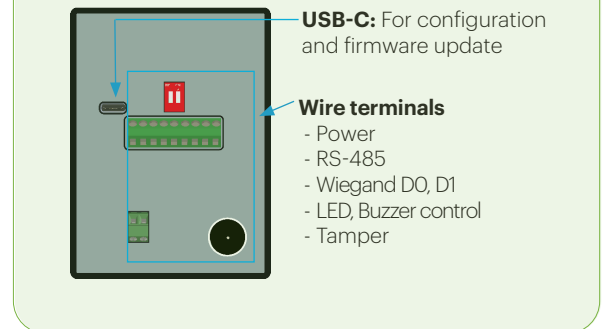 USB-C: For configuration
and firmware update
Wire terminals
- Power
- RS-485
- Wiegand D0, D1
- LED, Buzzer control
- Tamper